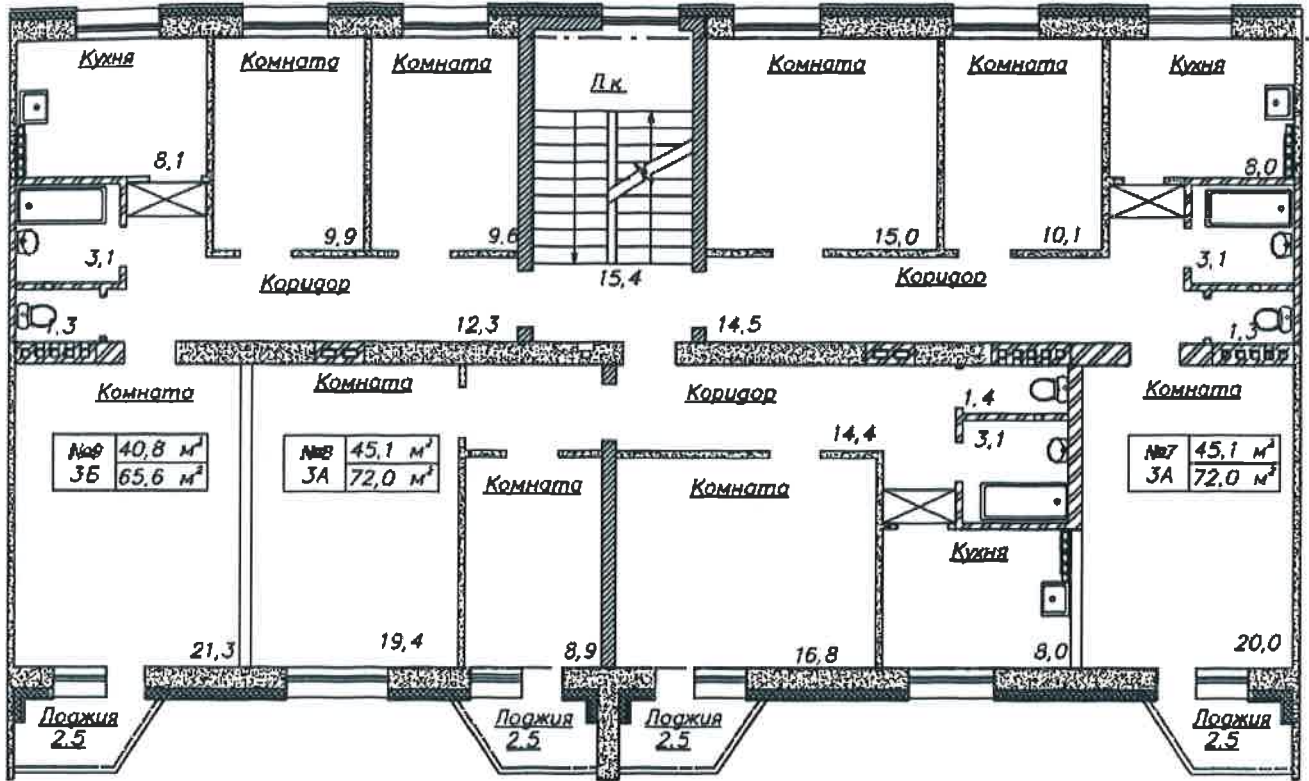 Кухня
Комната
Комната
Л.к.
Комната
Комната
Кухня
8,1
9,9
9,6
15,0
10,1
8,0
3,1
Коридор
15,4
Коридор
3,1
1,3
12,3
14,5
1,3
Комната
Комната
Коридор
1,4
Комната
№9 40,8 м²
3Б 65,6 м²
№8 45,1 м²
3А 72,0 м²
14,4
3,1
№7 45,1 м²
3А 72,0 м²
Комната
Комната
Кухня
21,3
19,4
8,9
16,8
8,0
20,0
Лоджия
2.5
Лоджия
2.5
Лоджия
2.5
Лоджия
2.5